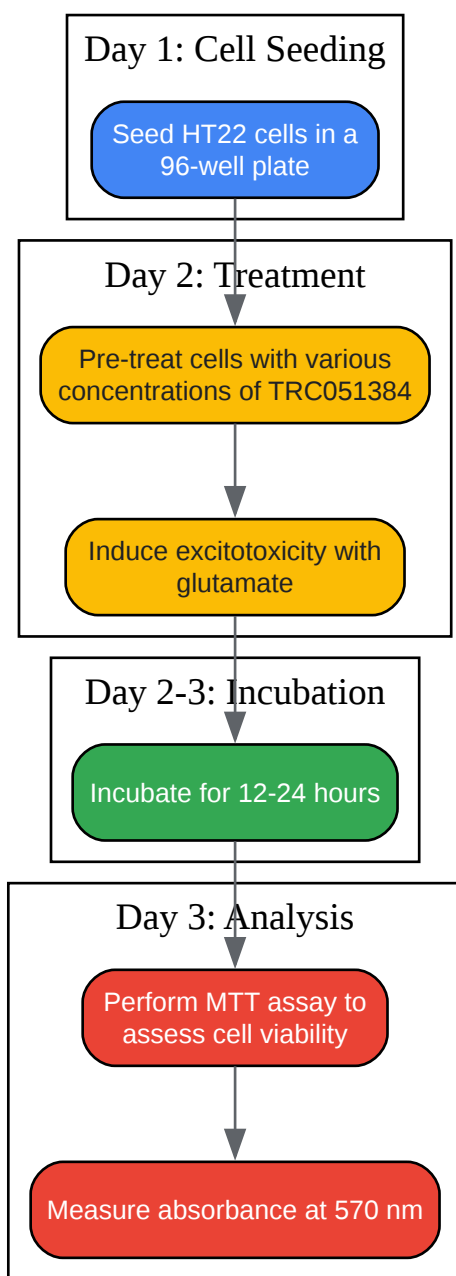 Day 1: Cell Seeding
Seed HT22 cells in a
96-well plate
Day 2: Treatment
Pre-treat cells with various
concentrations of TRC051384
Induce excitotoxicity with
glutamate
Day 2-3: Incubation
Incubate for 12-24 hours
Day 3: Analysis
Perform MTT assay to
assess cell viability
Measure absorbance at 570 nm